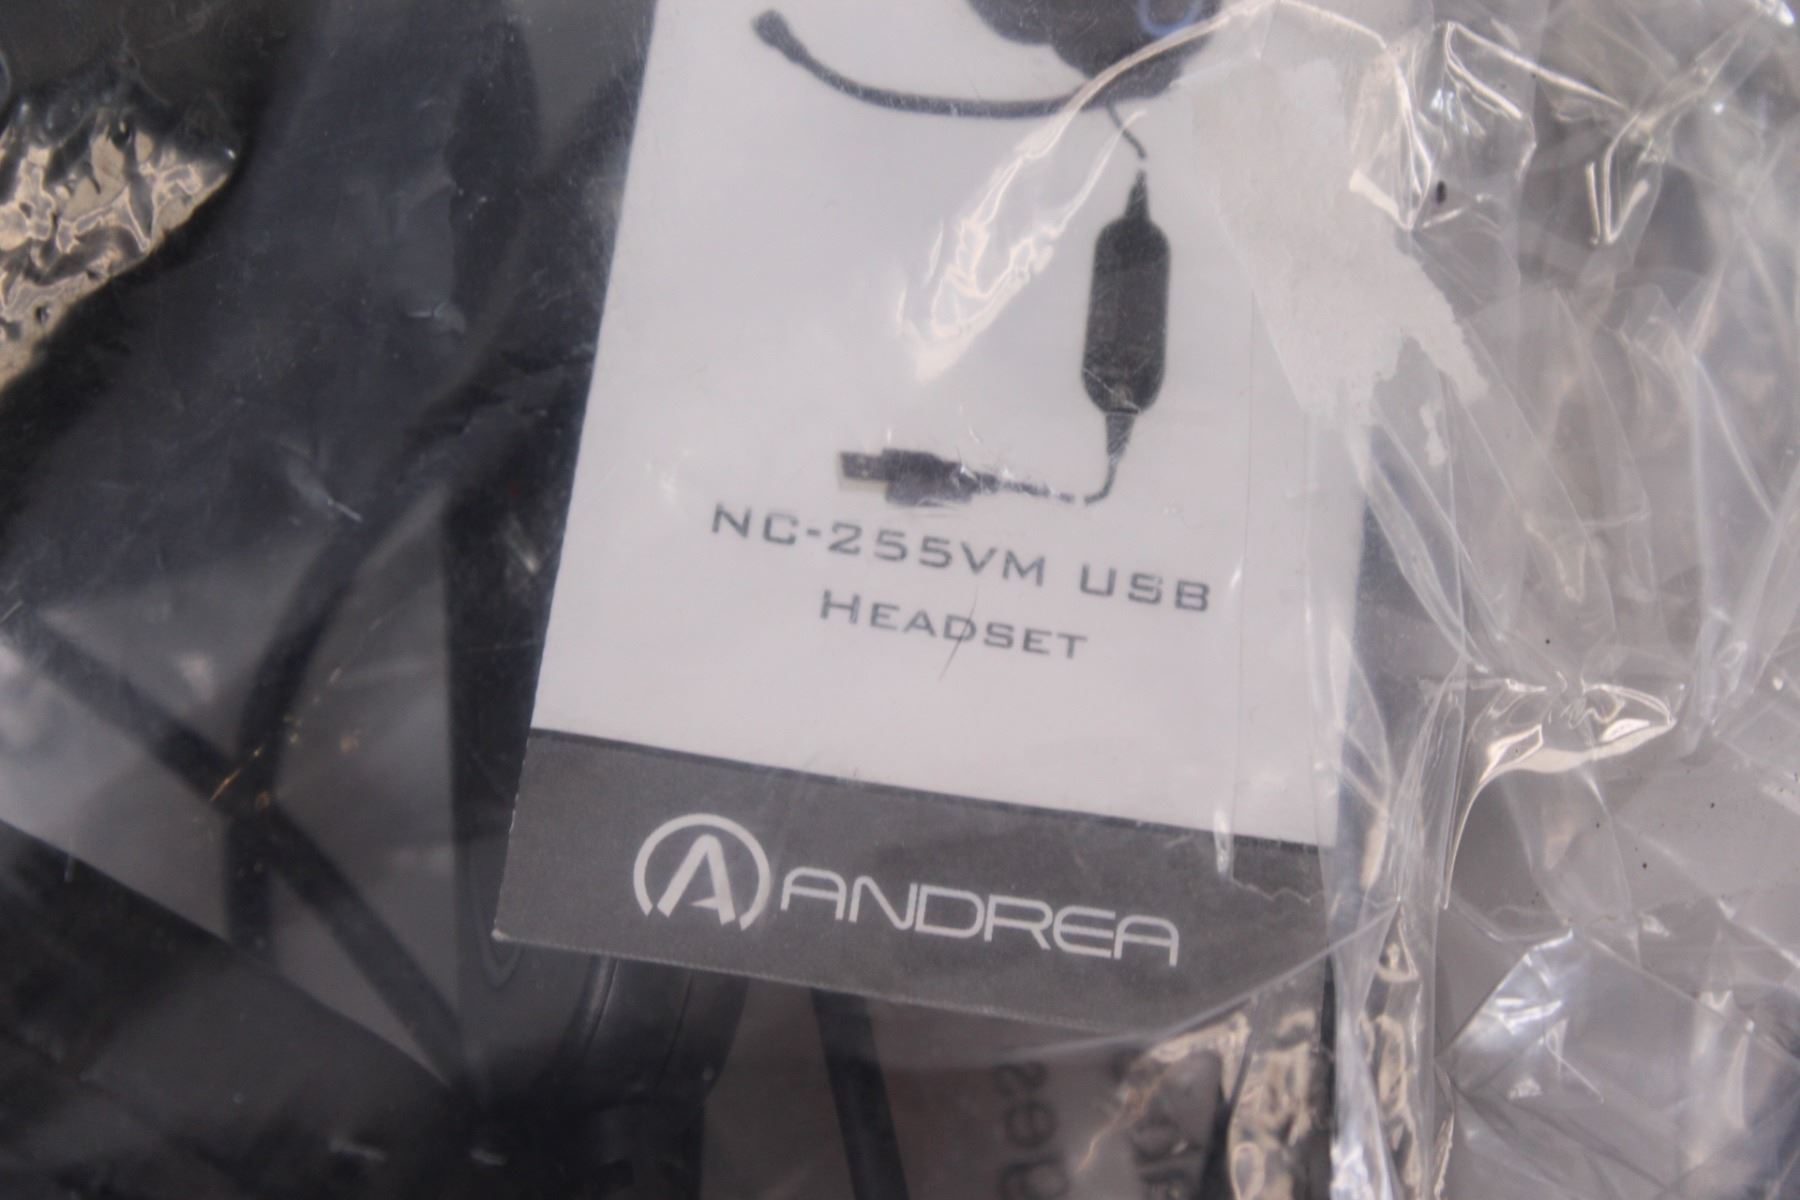 NC-255VM USB
HEADSET
ANDREA